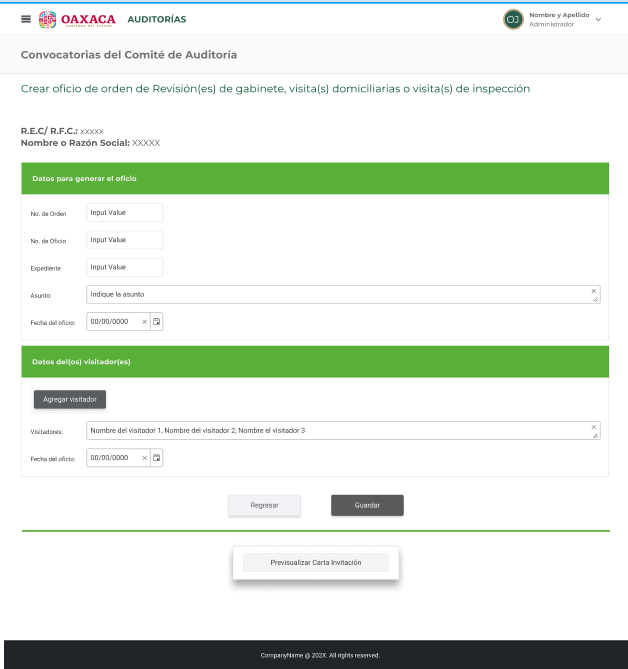 OAXACA AUDITORÍAS
GOBIERNO DEL ESTADO
OJ
Nombre y Apellido
Administrador
Convocatorias del Comité de Auditoría
Crear oficio de orden de Revisión(es) de gabinete, visita(s) domiciliarias o visita(s) de inspección
R.E.C/ R.F.C.: xxxxx
Nombre o Razón Social: XXXXX
Datos para generar el oficio
No. de Orden Input Value
No. de Oficio Input Value
Expediente Input Value
Asunto: Indique la asunto
Fecha del oficio: 00/00/0000
Datos del(os) visitador(es)
Agregar visitador
Visitadores: Nombre del visitador 1, Nombre del visitador 2, Nombre el visitador 3
Fecha del oficio: 00/00/0000
Regresar Guardar
Previsualizar Carta Invitación
CompanyName @ 202X. All rights reserved.